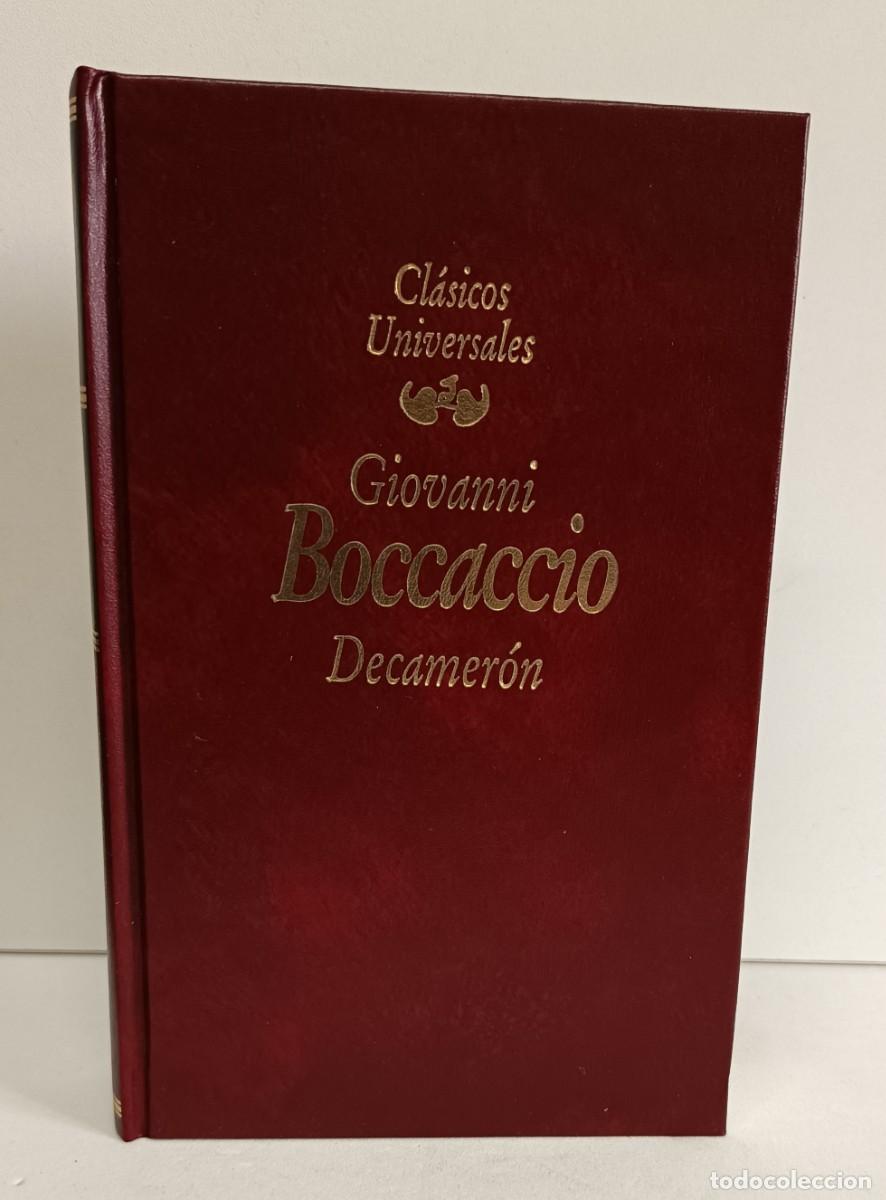 Clásicos
Universales
Giovanni
Boccaccio
Decamerón
todocoleccion